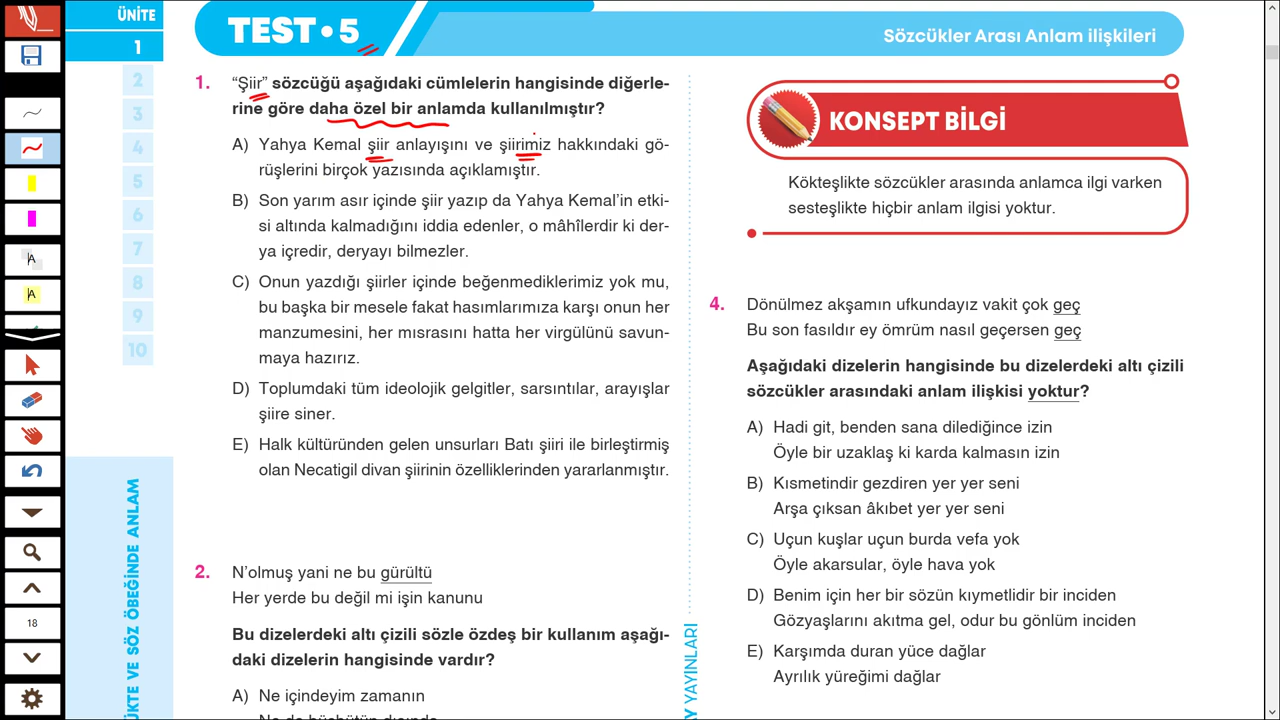 ÜNİTE
1
2
3
4
5
6
7
8
9
10
A
A
18
ÜKTE VE SÖZ ÖBEĞİNDE ANLAM
TEST•5
Sözcükler Arası Anlam ilişkileri
1. “Şiir” sözcüğü aşağıdaki cümlelerin hangisinde diğerle-
rine göre daha özel bir anlamda kullanılmıştır?
A) Yahya Kemal şiir anlayışını ve şiirimiz hakkındaki gö-
rüşlerini birçok yazısında açıklamıştır.
B) Son yarım asır içinde şiir yazıp da Yahya Kemal’in etki-
si altında kalmadığını iddia edenler, o mâhîlerdir ki der-
ya içredir, deryayı bilmezler.
C) Onun yazdığı şiirler içinde beğenmediklerimiz yok mu,
bu başka bir mesele fakat hasımlarımıza karşı onun her
manzumesini, her mısrasını hatta her virgülünü savun-
maya hazırız.
D) Toplumdaki tüm ideolojik gelgitler, sarsıntılar, arayışlar
şiire siner.
E) Halk kültüründen gelen unsurları Batı şiiri ile birleştirmiş
olan Necatigil divan şiirinin özelliklerinden yararlanmıştır.
2. N’olmuş yani ne bu gürültü
Her yerde bu değil mi işin kanunu
Bu dizelerdeki altı çizili sözle özdeş bir kullanım aşağı-
daki dizelerin hangisinde vardır?
A) Ne içindeyim zamanın
Ne de büsbütün dışında
Y YAYINLARI
KONSEPT BİLGİ
Kökteşlikte sözcükler arasında anlamca ilgi varken
sesteşlikte hiçbir anlam ilgisi yoktur.
4. Dönülmez akşamın ufkundayız vakit çok geç
Bu son fasıldır ey ömrüm nasıl geçersen geç
Aşağıdaki dizelerin hangisinde bu dizelerdeki altı çizili
sözcükler arasındaki anlam ilişkisi yoktur?
A) Hadi git, benden sana dilediğince izin
Öyle bir uzaklaş ki karda kalmasın izin
B) Kısmetindir gezdiren yer yer seni
Arşa çıksan âkıbet yer yer seni
C) Uçun kuşlar uçun burda vefa yok
Öyle akarsular, öyle hava yok
D) Benim için her bir sözün kıymetlidir bir inciden
Gözyaşlarını akıtma gel, odur bu gönlüm inciden
E) Karşımda duran yüce dağlar
Ayrılık yüreğimi dağlar